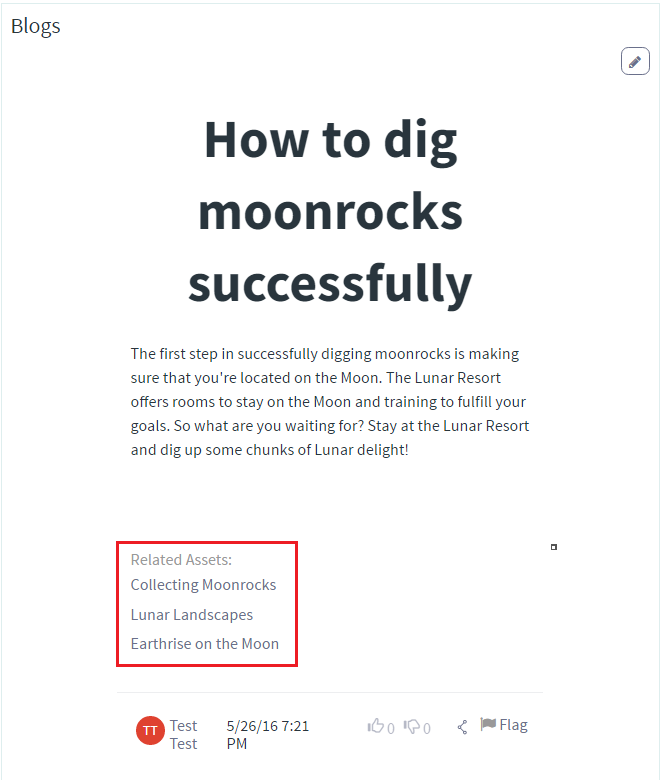 Blogs
How to dig
moonrocks
successfully
The first step in successfully digging moonrocks is making
sure that you're located on the Moon. The Lunar Resort
offers rooms to stay on the Moon and training to fulfill your
goals. So what are you waiting for? Stay at the Lunar Resort
and dig up some chunks of Lunar delight!
Related Assets:
Collecting Moonrocks
Lunar Landscapes
Earthrise on the Moon
TT Test 5/26/16 7:21 0 0 Flag
Test PM